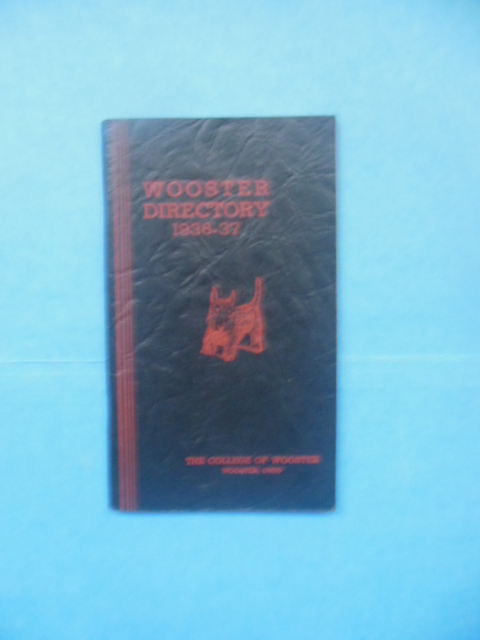 WOOSTER
DIRECTORY
1936-37
THE COLLEGE OF WOOSTER
WOOSTER OHIO